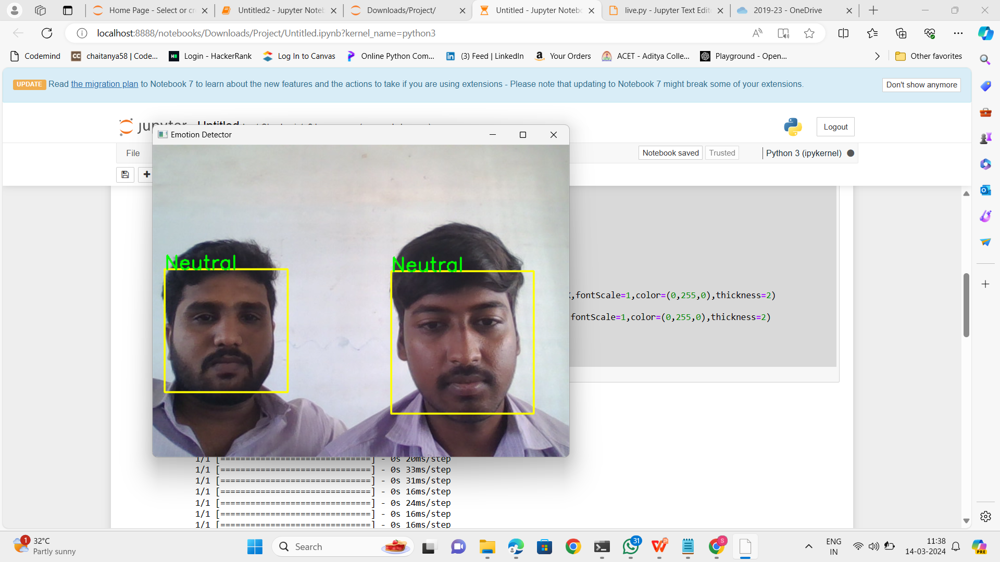 Home Page - Select or cr
Untitled2 - Jupyter Noteb
Downloads/Project/
Untitled - Jupyter Notebo
live.py - Jupyter Text Edit
2019-23 - OneDrive
localhost:8888/notebooks/Downloads/Project/Untitled.ipynb?kernel_name=python3
Codemind
CC chaitanya58 | Code...
Login - HackerRank
Log In to Canvas
Online Python Com...
(3) Feed | LinkedIn
Your Orders
ACET - Aditya Colle...
Playground - Open...
Other favorites
UPDATE Read the migration plan to Notebook 7 to learn about the new features and the actions to take if you are using extensions - Please note that updating to Notebook 7 might break some of your extensions.
Don't show anymore
jupyter Untitled
Logout
Emotion Detector
File
Notebook saved
Trusted
Python 3 (ipykernel)
Neutral
Neutral
,fontScale=1,color=(0,255,0),thickness=2)
fontScale=1,color=(0,255,0),thickness=2)
1/1 [==============================] - 0s 20ms/step
1/1 [==============================] - 0s 33ms/step
1/1 [==============================] - 0s 31ms/step
1/1 [==============================] - 0s 16ms/step
1/1 [==============================] - 0s 24ms/step
1/1 [==============================] - 0s 16ms/step
1/1 [==============================] - 0s 16ms/step
1
32°C
Partly sunny
Search
31
S
PRE
ENG
IN
11:38
14-03-2024